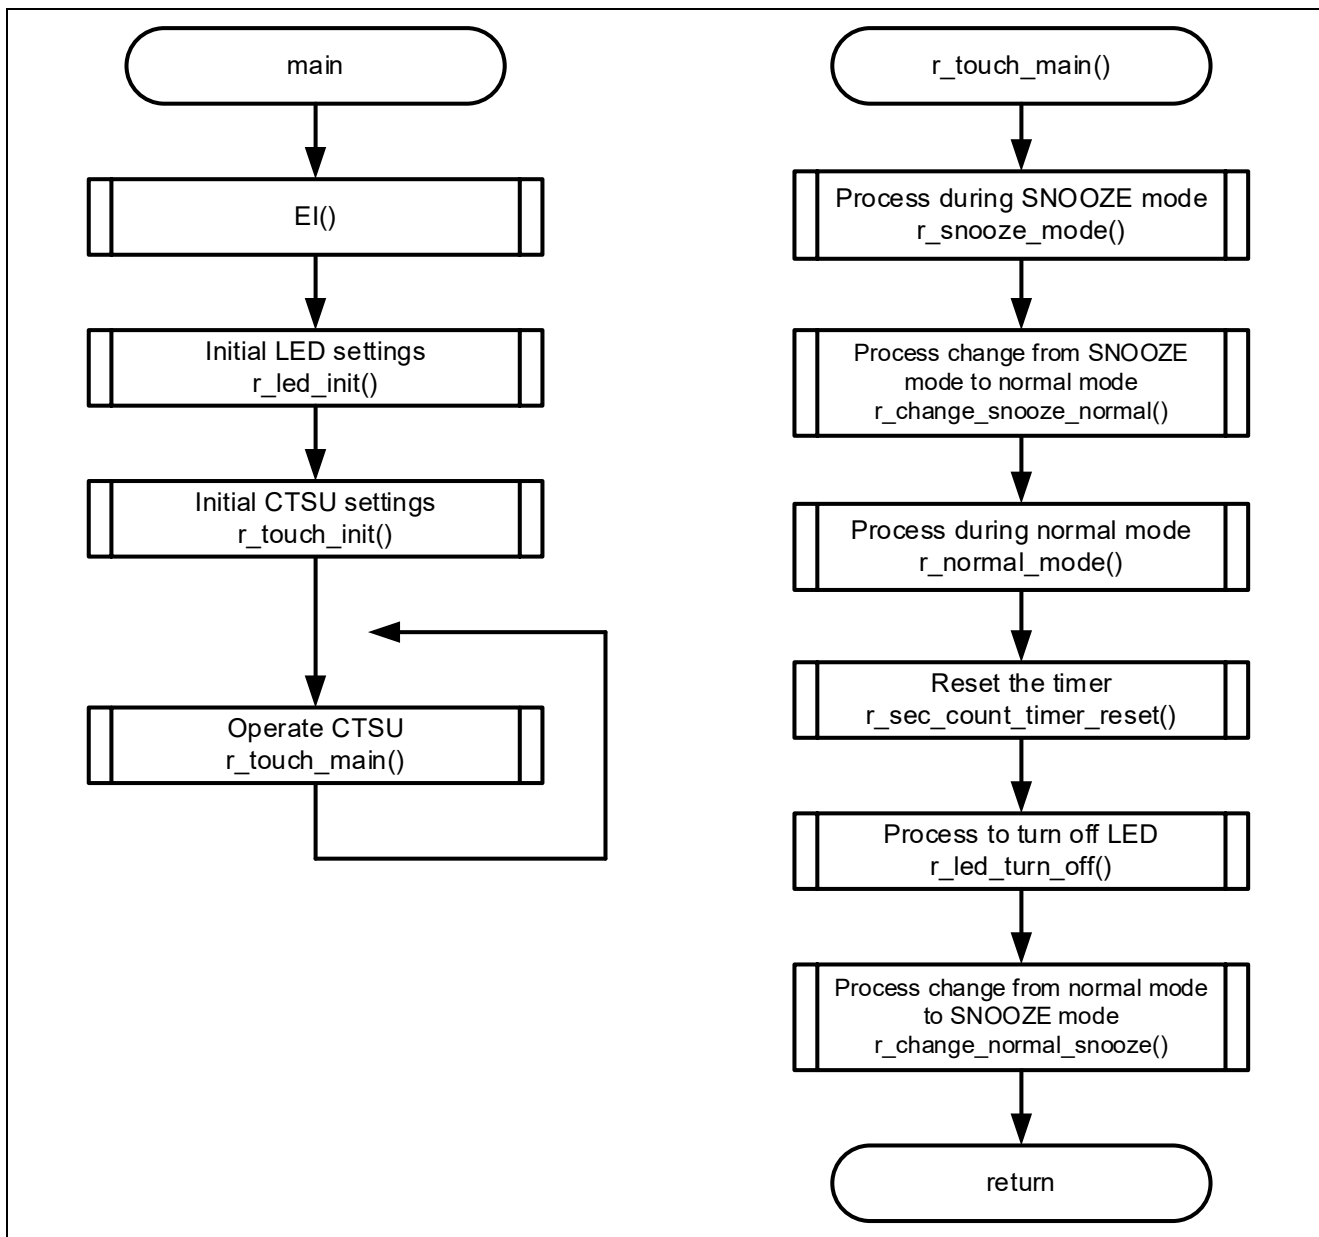 main
EI()
Initial LED settings
r_led_init()
Initial CTSU settings
r_touch_init()
Operate CTSU
r_touch_main()
r_touch_main()
Process during SNOOZE mode
r_snooze_mode()
Process change from SNOOZE
mode to normal mode
r_change_snooze_normal()
Process during normal mode
r_normal_mode()
Reset the timer
r_sec_count_timer_reset()
Process to turn off LED
r_led_turn_off()
Process change from normal mode
to SNOOZE mode
r_change_normal_snooze()
return